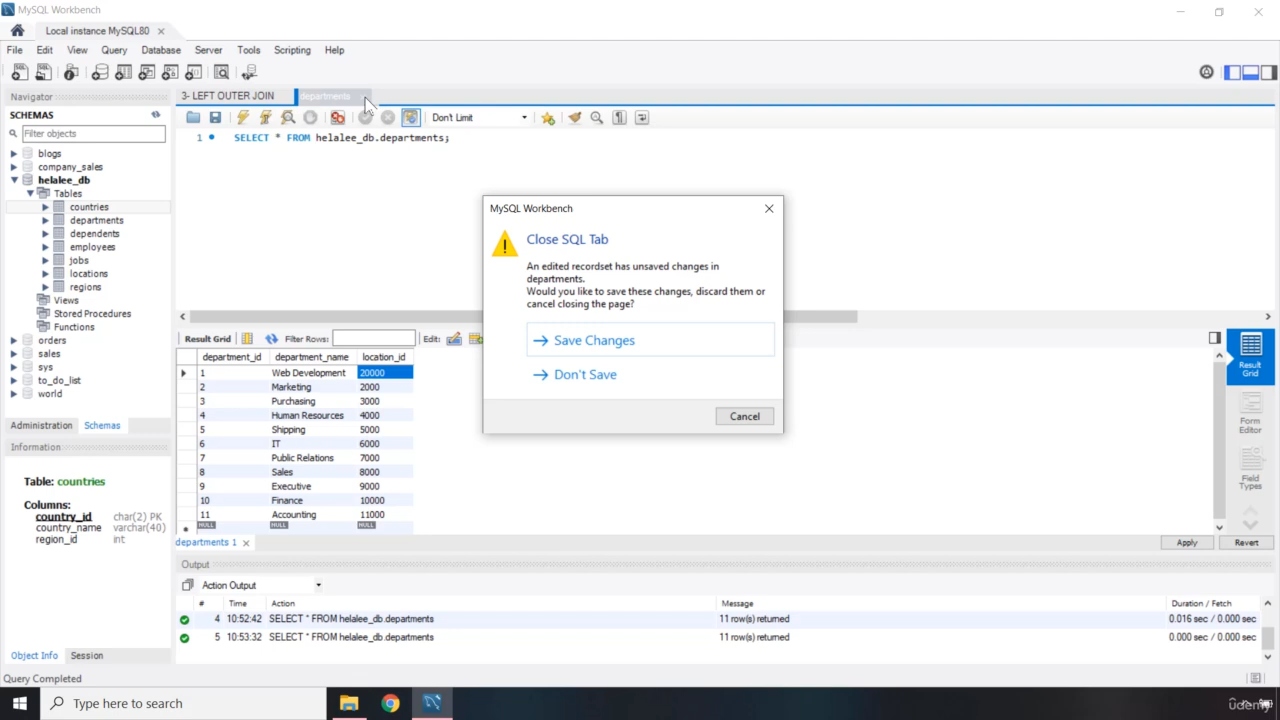 MySQL Workbench
Local instance MySQL80
File Edit View Query Database Server Tools Scripting Help
Navigator
SCHEMAS
Filter objects
blogs
company_sales
helalee_db
Tables
countries
departments
dependents
employees
jobs
locations
regions
Views
Stored Procedures
Functions
orders
sales
sys
to_do_list
world
Administration Schemas
Information
Table: countries
Columns:
country_id char(2) PK
country_name varchar(40)
region_id int
Object Info Session
Query Completed
3- LEFT OUTER JOIN departments
Don't Limit
1 SELECT * FROM helalee_db.departments;
MySQL Workbench
Close SQL Tab
An edited recordset has unsaved changes in
departments.
Would you like to save these changes, discard them or
cancel closing the page?
Save Changes
Don't Save
Cancel
Result Grid Filter Rows: Edit:
department_id department_name location_id
1 Web Development 20000
2 Marketing 2000
3 Purchasing 3000
4 Human Resources 4000
5 Shipping 5000
6 IT 6000
7 Public Relations 7000
8 Sales 8000
9 Executive 9000
10 Finance 10000
11 Accounting 11000
NULL NULL NULL
Result
Grid
Form
Editor
Field
Types
departments 1
Apply Revert
Output
Action Output
# Time Action Message Duration / Fetch
4 10:52:42 SELECT * FROM helalee_db.departments 11 row(s) returned 0.016 sec / 0.000 sec
5 10:53:32 SELECT * FROM helalee_db.departments 11 row(s) returned 0.000 sec / 0.000 sec
Type here to search
udemy